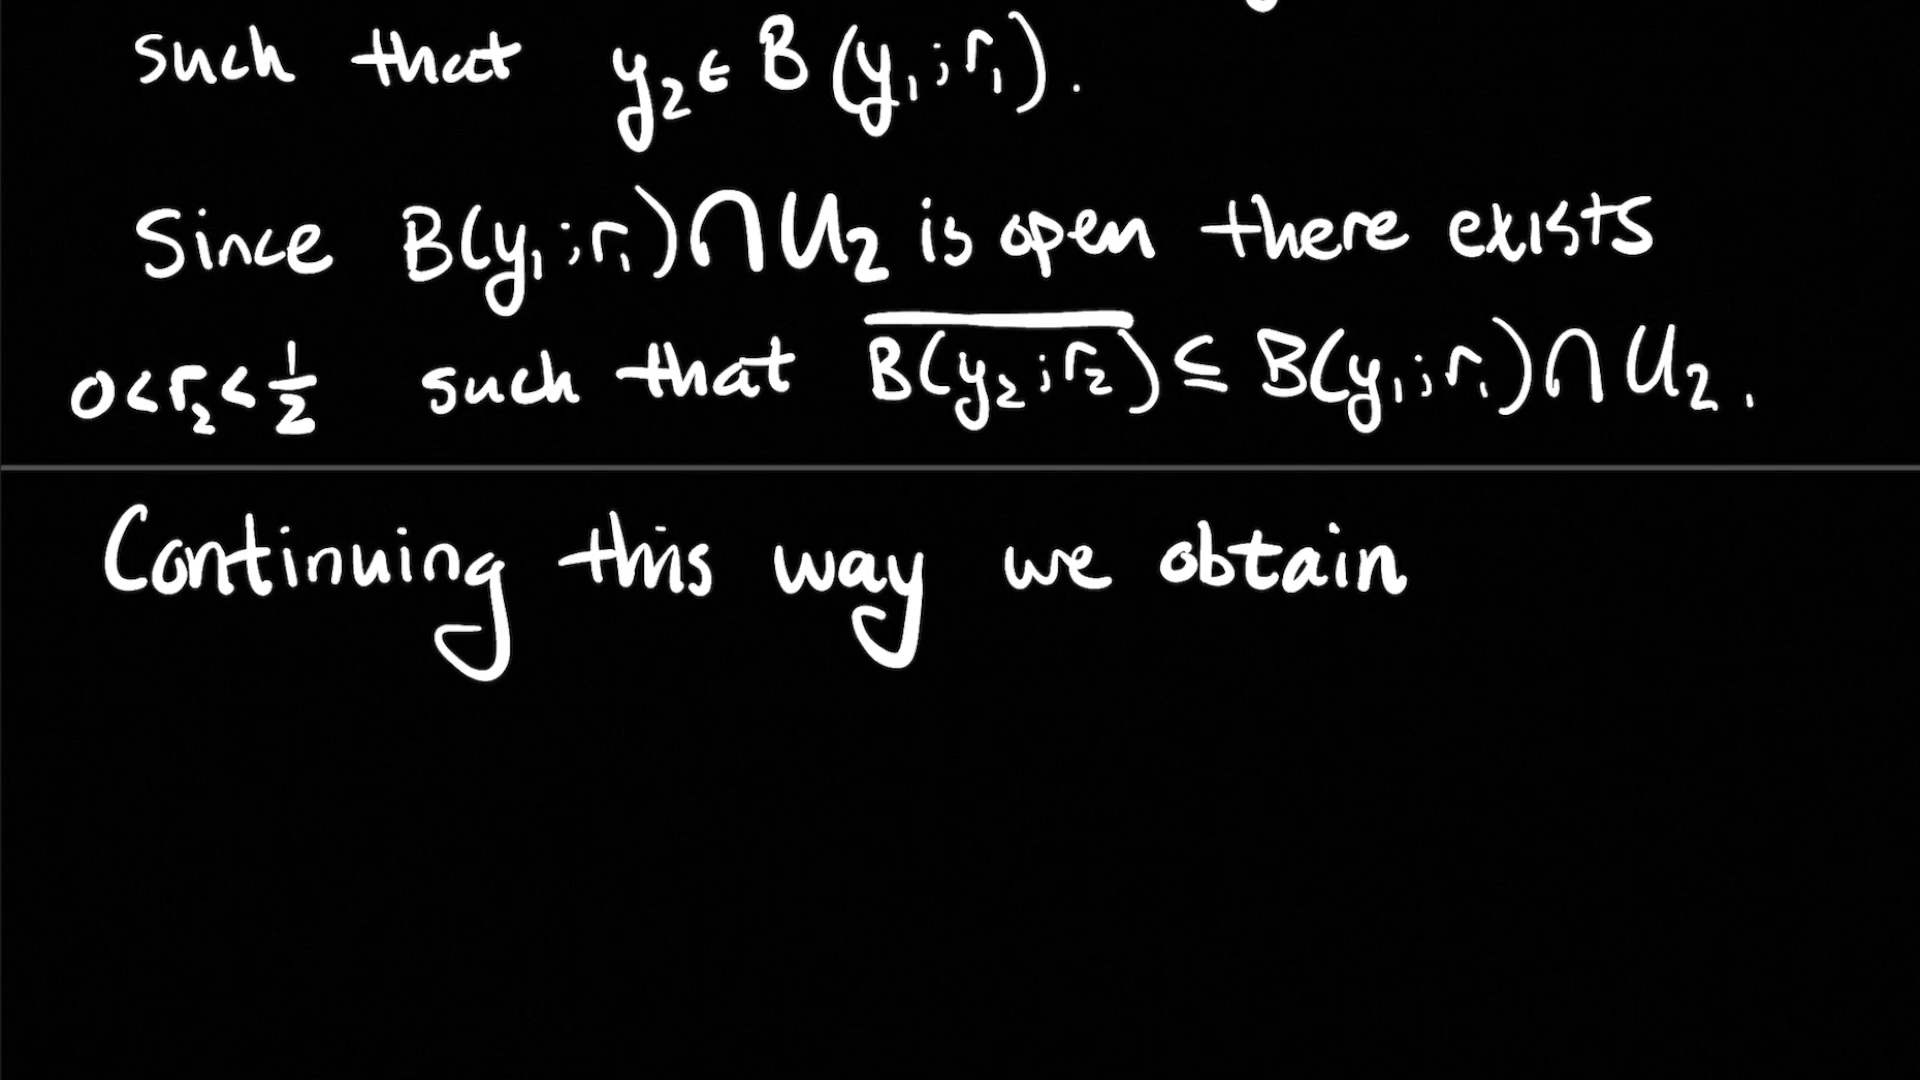 such that y₂ ∈ B(y₁;r₁).
Since B(y₁;r₁)∩U₂ is open there exists
0<r₂<1/2 such that \overline{B(y₂;r₂)} ⊆ B(y₁;r₁)∩U₂.
Continuing this way we obtain